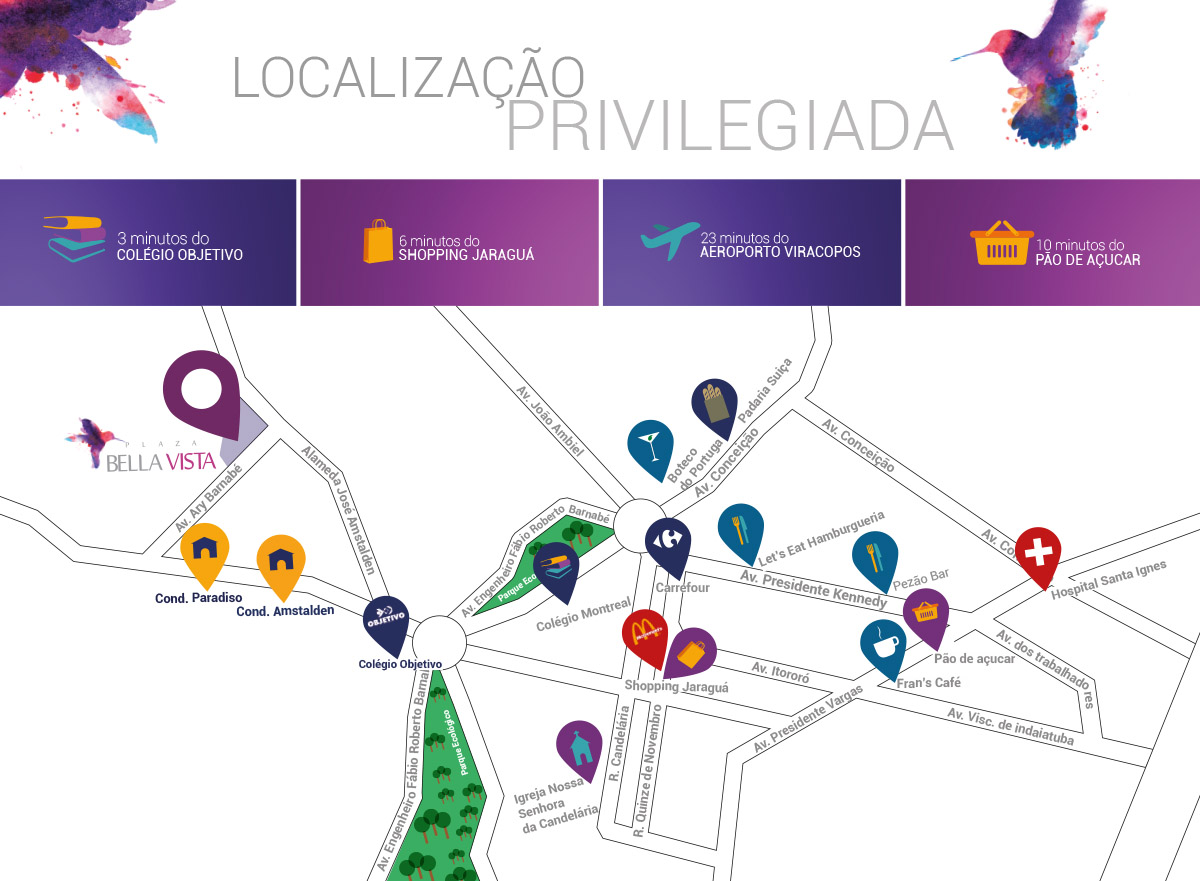 LOCALIZAÇÃO
PRIVILEGIADA
3 minutos do
COLÉGIO OBJETIVO
6 minutos do
SHOPPING JARAGUÁ
23 minutos do
AEROPORTO VIRACOPOS
10 minutos do
PÃO DE AÇUCAR
Av. João Ambiel
Padaria Suiça
Boteco
do Portuga
Av. Conceição
Av. Conceição
PLAZA
BELLA VISTA
Av. Ary Barnabé
Alameda José Amstalden
Cond. Paradiso
Cond. Amstalden
OBJETIVO
Colégio Objetivo
Av. Engenheiro Fábio Roberto Barnabé
Parque Eco
Colégio Montreal
Carrefour
Let's Eat Hamburgueria
Av. Presidente Kennedy
Pezão Bar
Av. Co
Hospital Santa Ignes
Pão de açucar
Fran's Café
Av. dos trabalhado res
Av. Itororó
Shopping Jaraguá
Av. Presidente Vargas
Av. Visc. de indaiatuba
R. Candelária
R. Quinze de Novembro
Igreja Nossa
Senhora
da Candelária
Av. Engenheiro Fábio Roberto Barna
Parque Ecológico